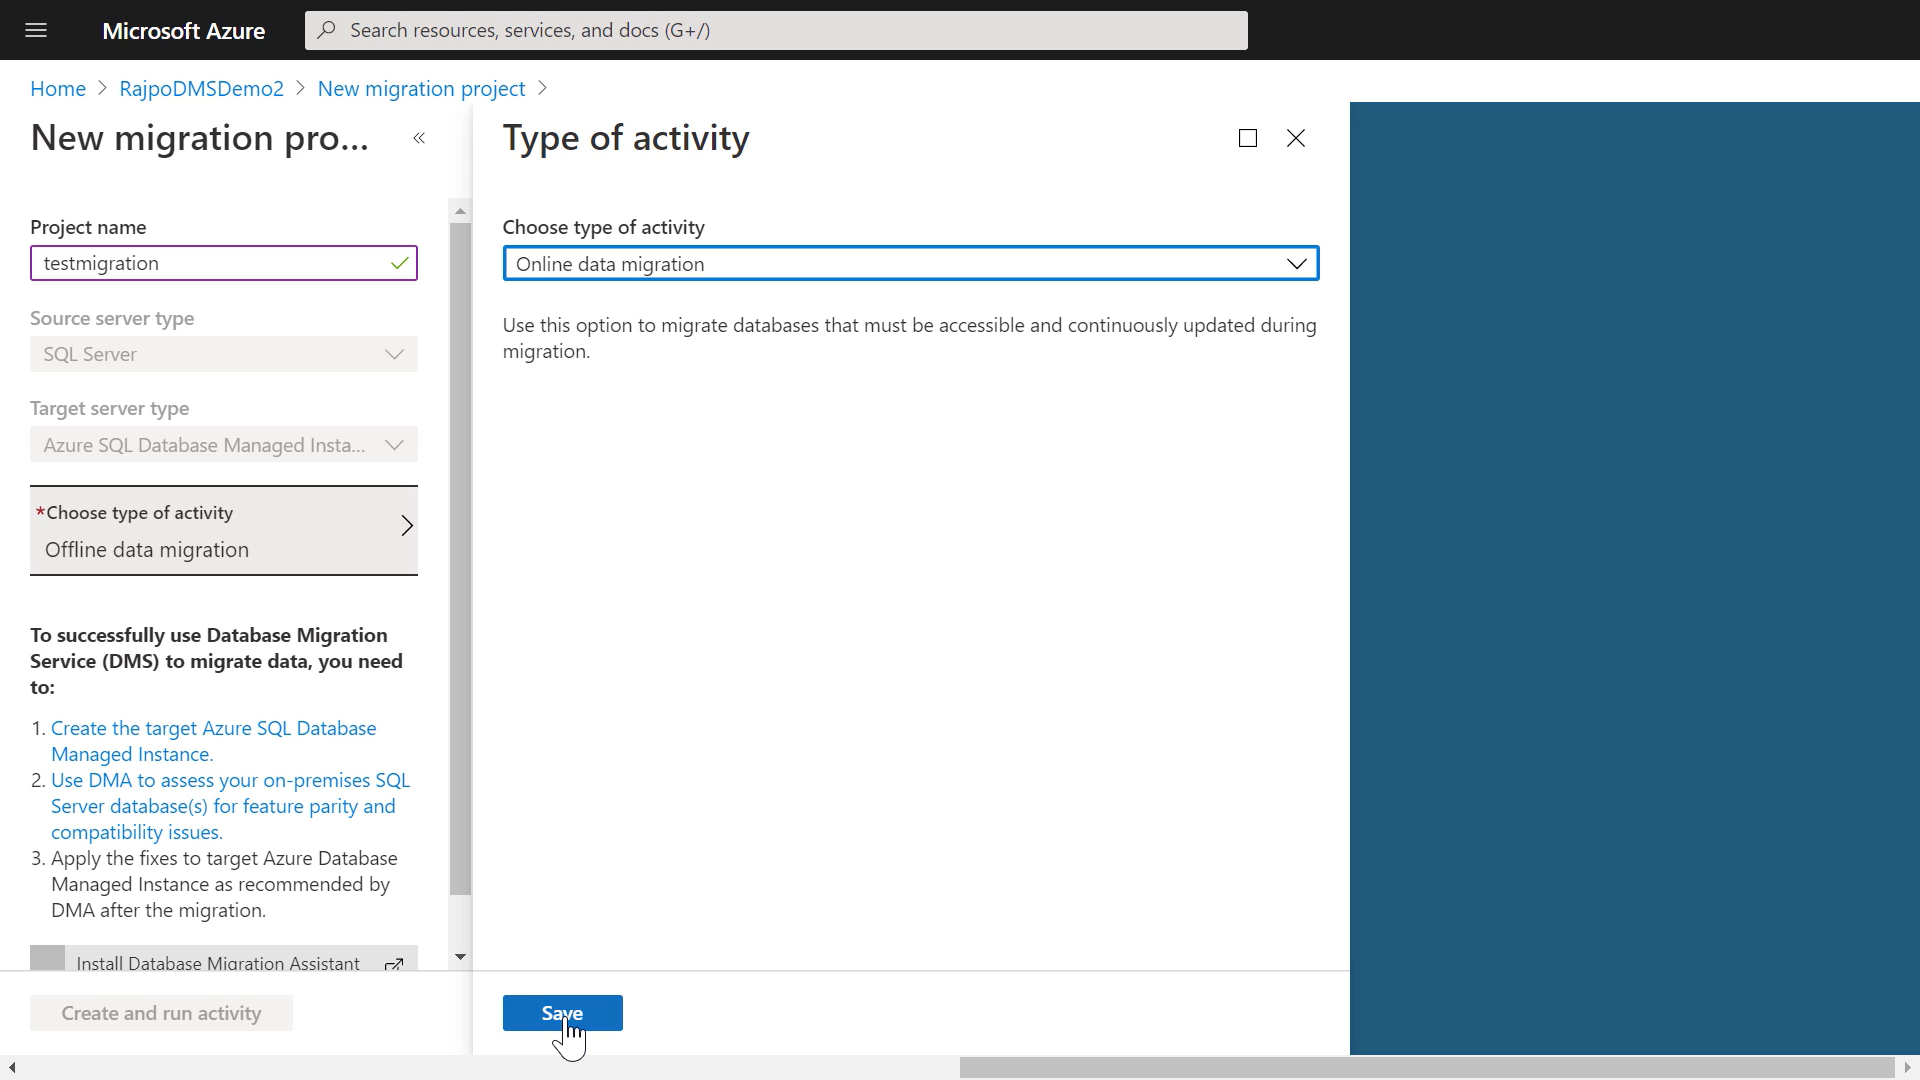 Microsoft Azure
Search resources, services, and docs (G+/)
Home > RajpoDMSDemo2 > New migration project >
New migration pro... «
Project name
testmigration
Source server type
SQL Server
Target server type
Azure SQL Database Managed Insta...
*Choose type of activity
Offline data migration
To successfully use Database Migration
Service (DMS) to migrate data, you need
to:
1. Create the target Azure SQL Database
Managed Instance.
2. Use DMA to assess your on-premises SQL
Server database(s) for feature parity and
compatibility issues.
3. Apply the fixes to target Azure Database
Managed Instance as recommended by
DMA after the migration.
Install Database Migration Assistant
Create and run activity
Type of activity
Choose type of activity
Online data migration
Use this option to migrate databases that must be accessible and continuously updated during
migration.
Save